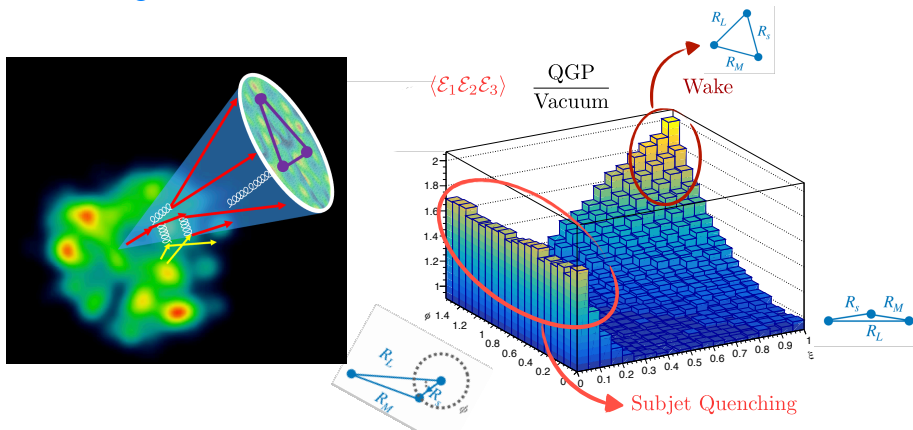 ⟨ℰ₁ℰ₂ℰ₃⟩
QGP
Vacuum
Wake
R_L
R_s
R_M
2
1.8
1.6
1.4
1.2
1
ϕ
1.4
1.2
1
0.8
0.6
0.4
0.2
0
0
0.1
0.2
0.3
0.4
0.5
0.6
0.7
0.8
0.9
1
ξ
R_s
R_M
R_L
R_L
R_M
R_s
ϕ
Subjet Quenching